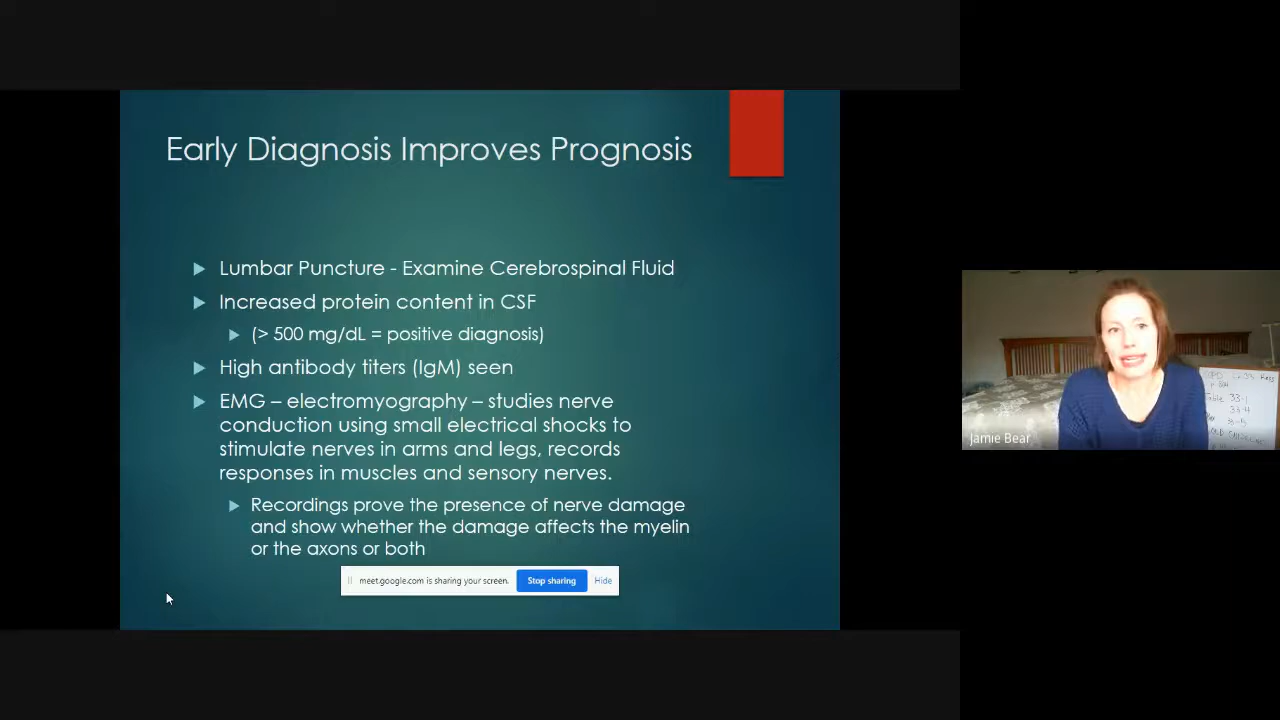 Early Diagnosis Improves Prognosis
Lumbar Puncture - Examine Cerebrospinal Fluid
Increased protein content in CSF
(> 500 mg/dL = positive diagnosis)
High antibody titers (IgM) seen
EMG – electromyography – studies nerve
conduction using small electrical shocks to
stimulate nerves in arms and legs, records
responses in muscles and sensory nerves.
Recordings prove the presence of nerve damage
and show whether the damage affects the myelin
or the axons or both
meet.google.com is sharing your screen. Stop sharing Hide
Jamie Bear
33-1
33-4